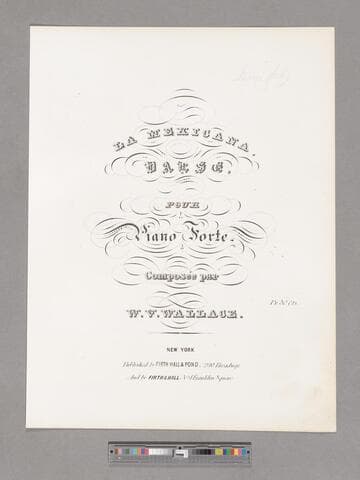 LA MEXICANA.
VALSE.
POUR
Piano Forte.
Composée par
W. V. WALLACE.
NEW YORK
Published by FIRTH HALL & POND, 239 Broadway
And by FIRTH & HALL, No. 1 Franklin Square